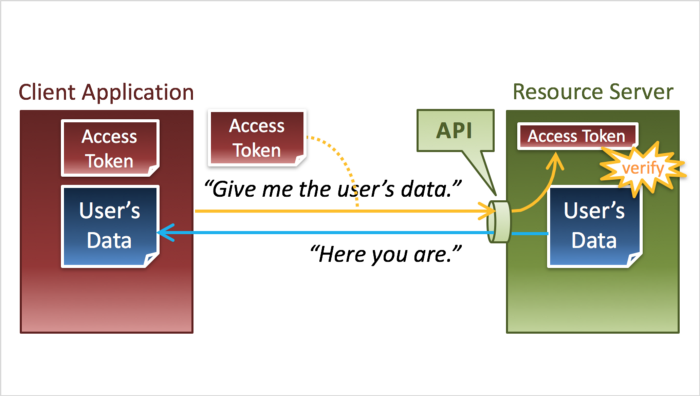 Client Application
Resource Server
Access
Token
Access
Token
API
Access Token
verify
“Give me the user’s data.”
User’s
Data
User’s
Data
“Here you are.”